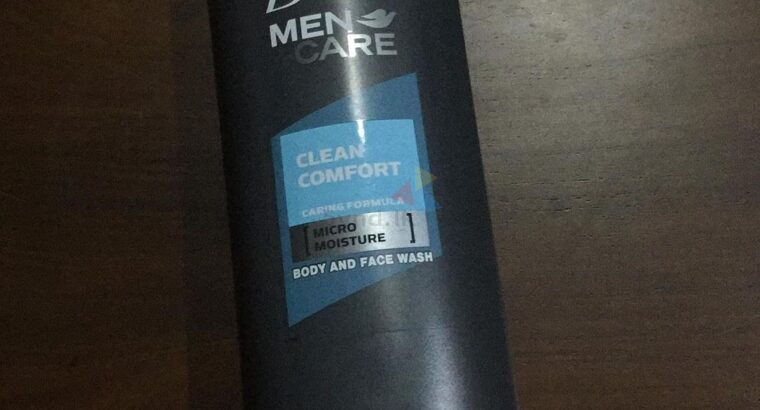 MEN
CARE
CLEAN
COMFORT
CARING FORMULA
MICRO
MOISTURE
BODY AND FACE WASH